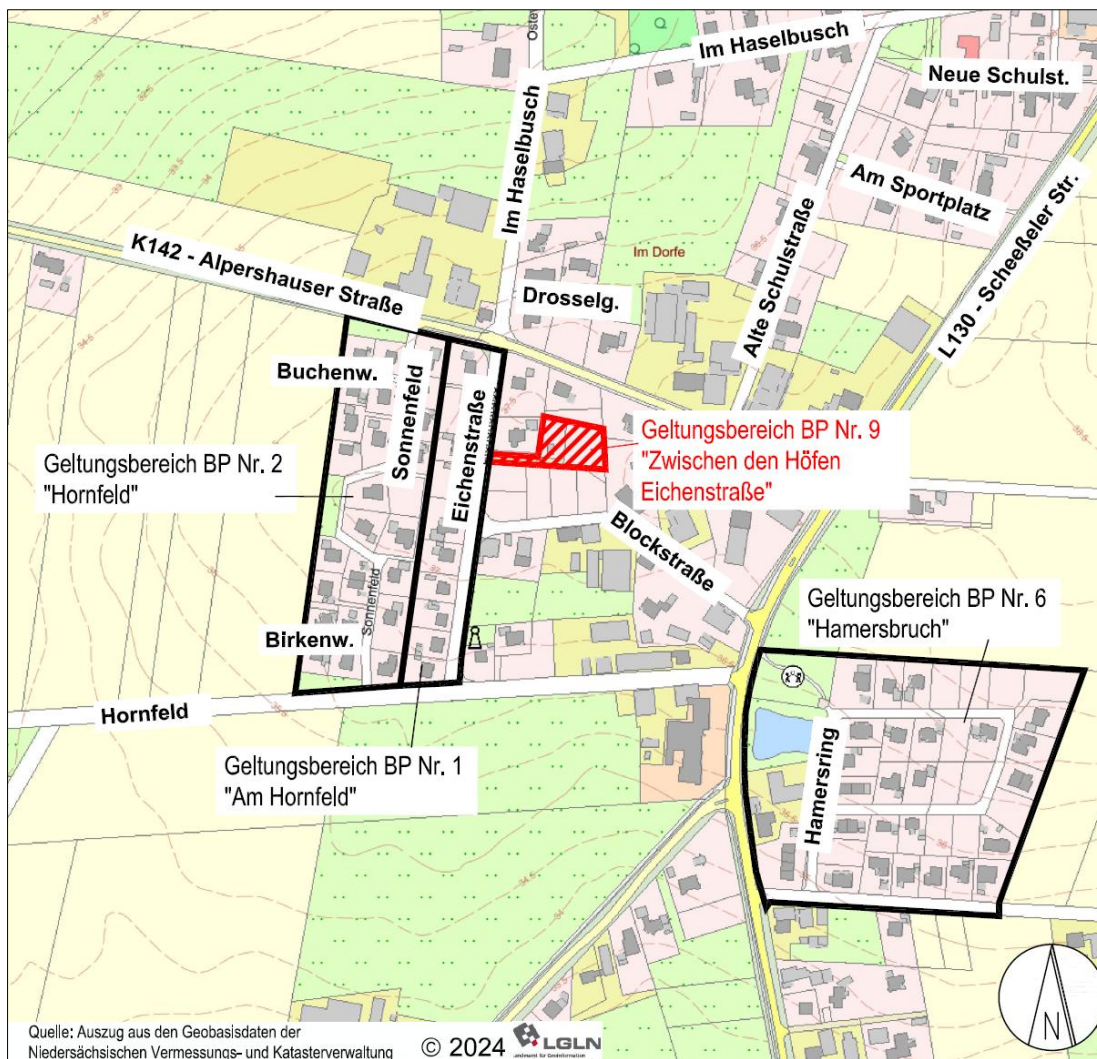 Im Haselbusch
Neue Schulst.
Im Haselbusch
Am Sportplatz
Im Dorfe
K142 - Alpershauser Straße
Drosselg.
Alte Schulstraße
L130 - Scheeßeler Str.
Buchenw.
Sonnenfeld
Eichenstraße
Geltungsbereich BP Nr. 9
"Zwischen den Höfen
Eichenstraße"
Geltungsbereich BP Nr. 2
"Hornfeld"
Blockstraße
Geltungsbereich BP Nr. 6
"Hamersbruch"
Sonnenfeld
Birkenw.
Hornfeld
Geltungsbereich BP Nr. 1
"Am Hornfeld"
Hamersring
N
Quelle: Auszug aus den Geobasisdaten der
Niedersächsischen Vermessungs- und Katasterverwaltung
© 2024 LGLN